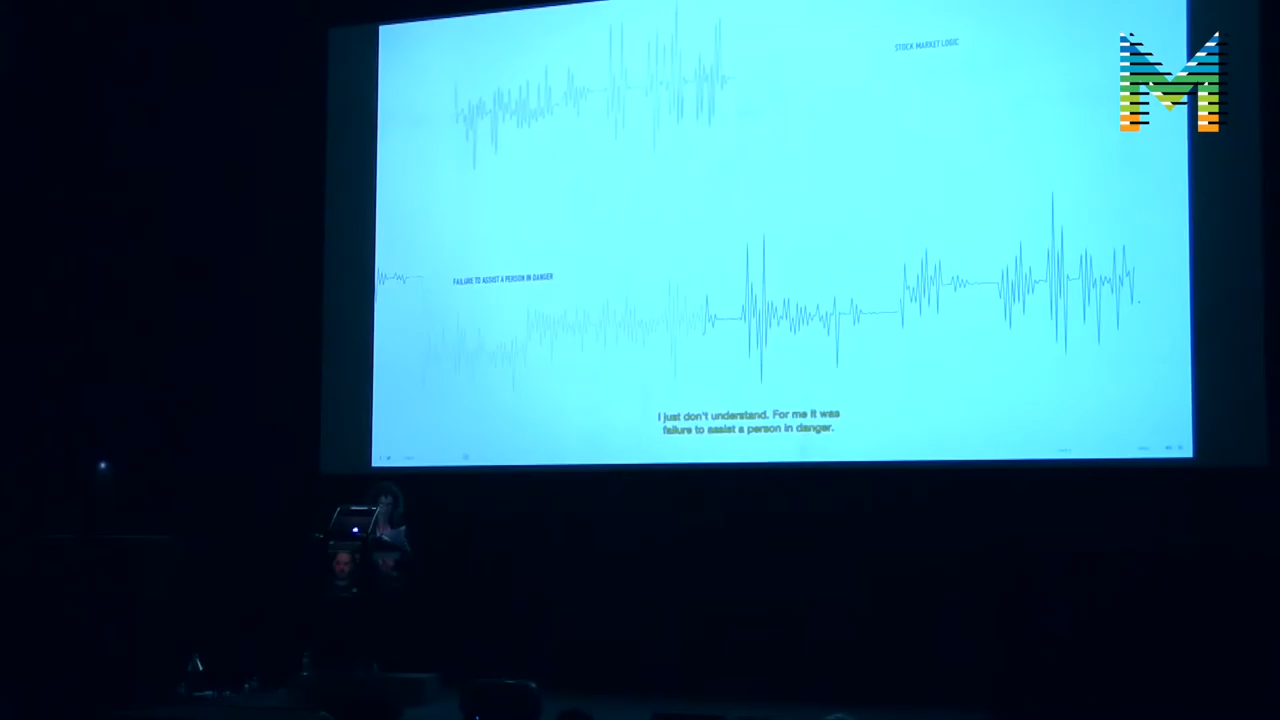 STOCK MARKET LOGIC
M
FAILURE TO ASSIST A PERSON IN DANGER
I just don't understand. For me it was
failure to assist a person in danger.